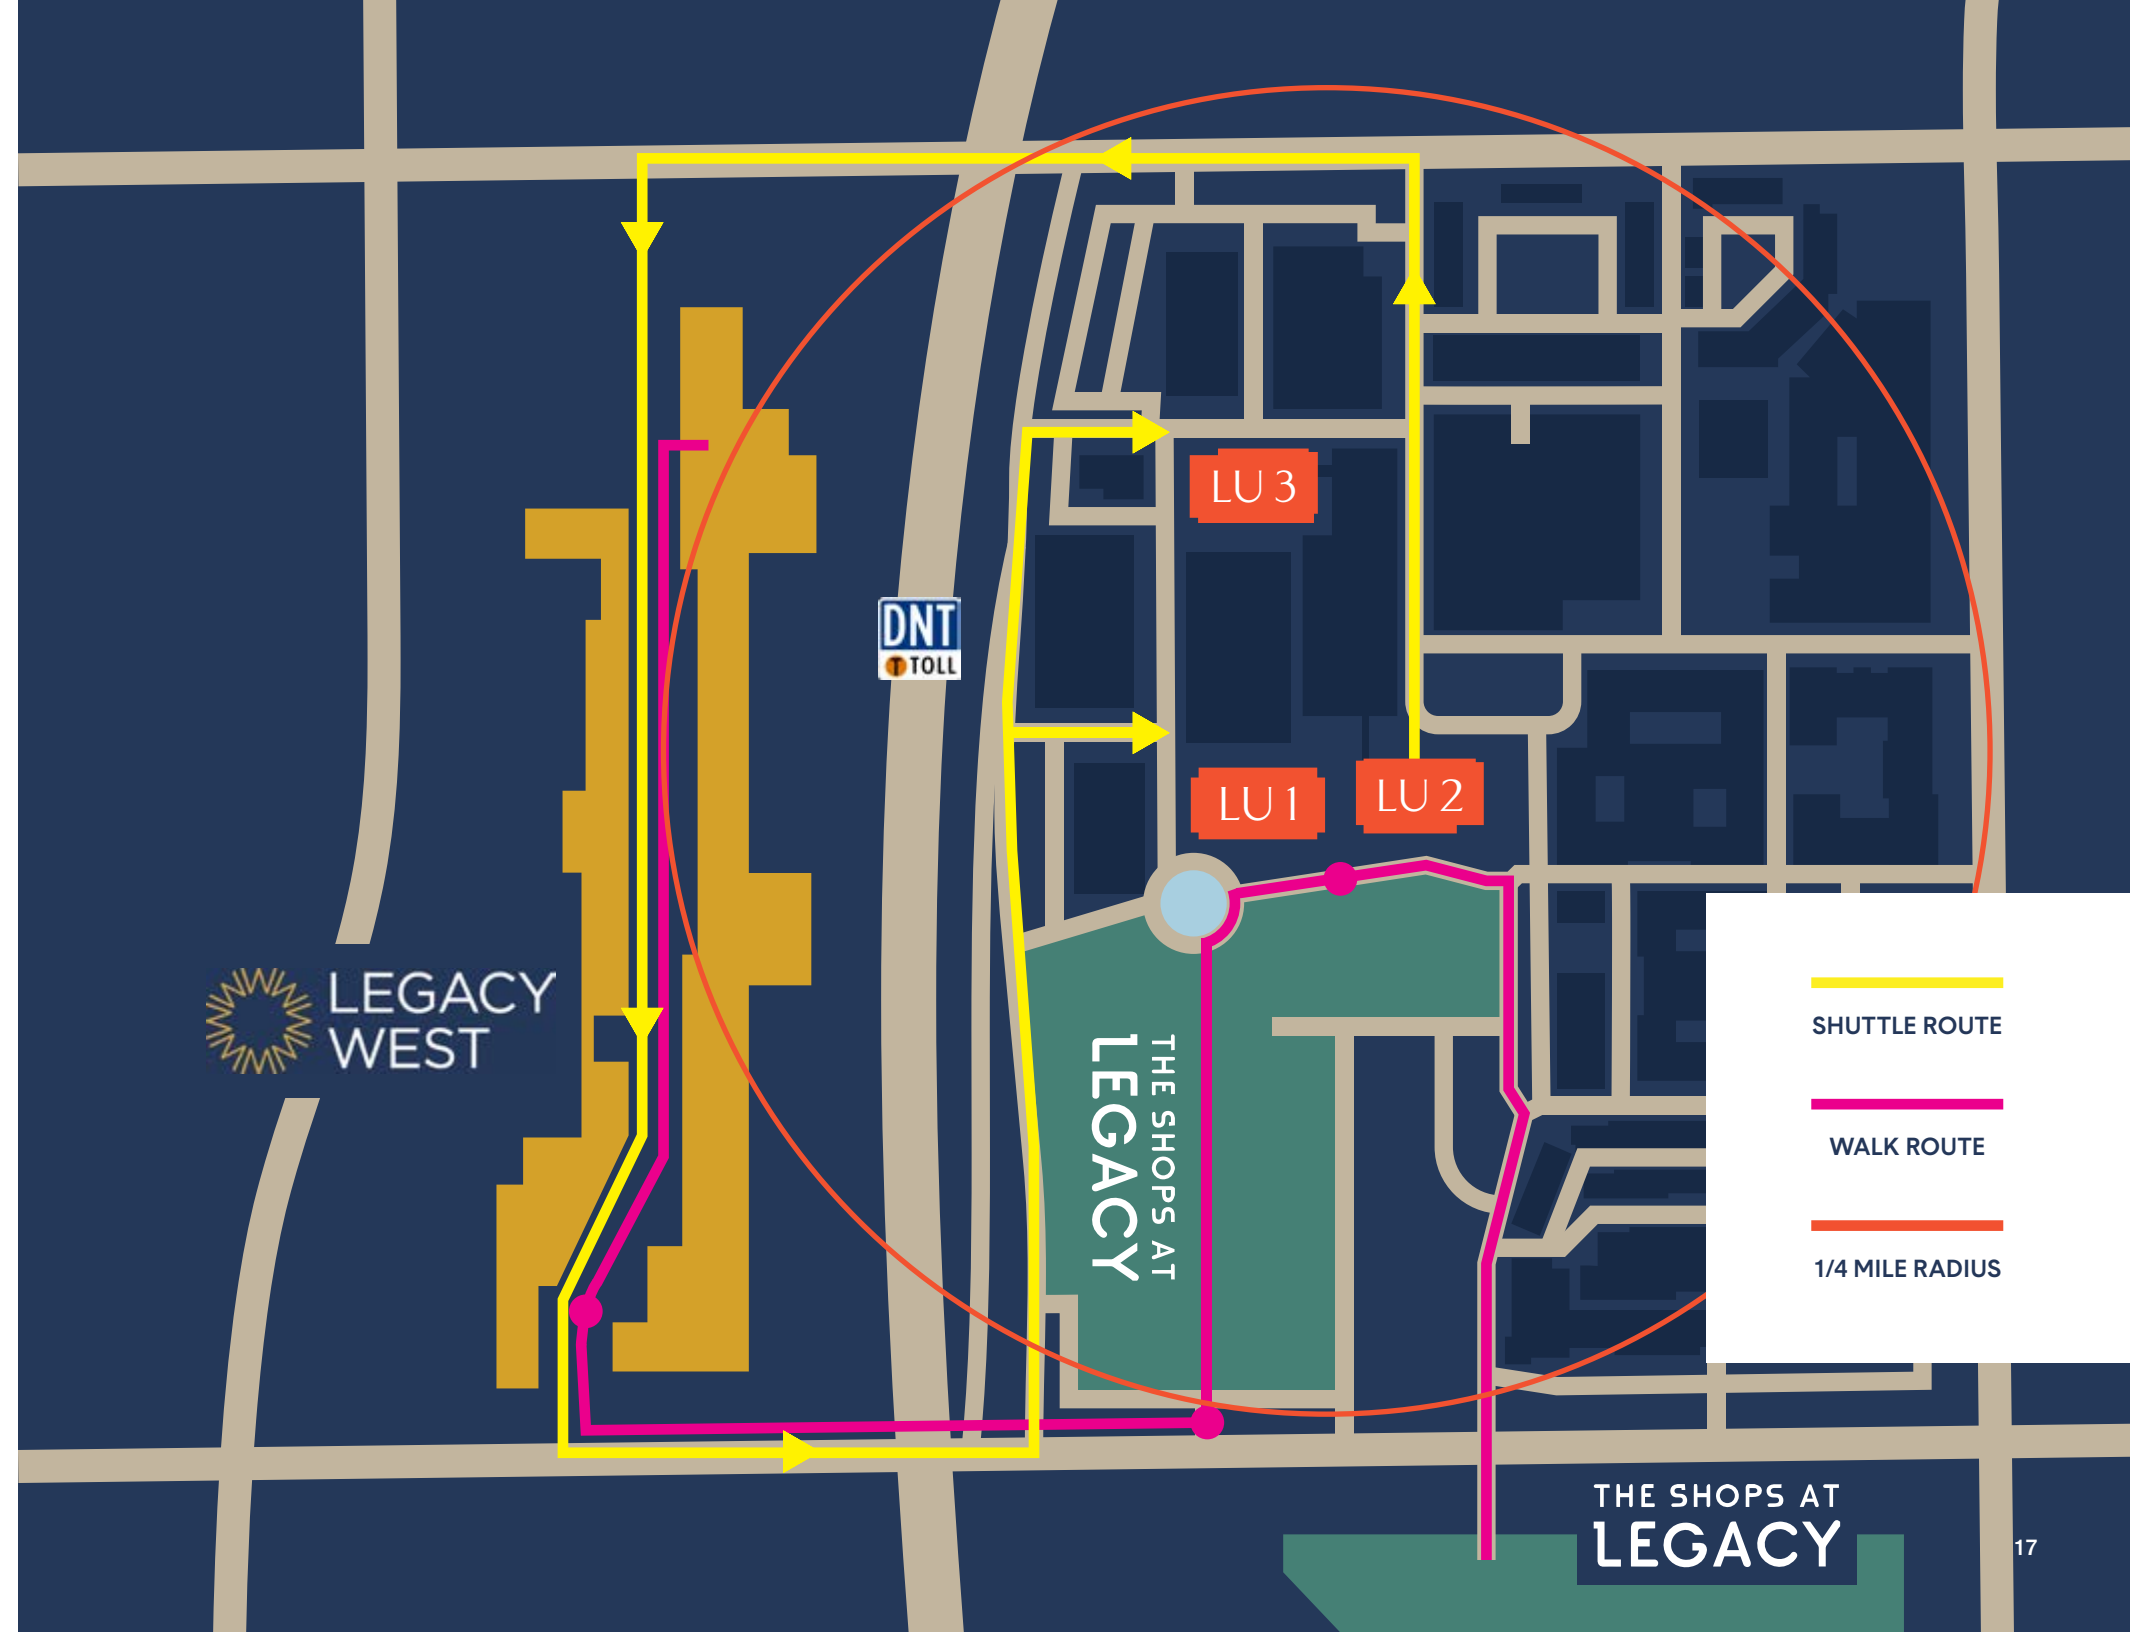 LU 3
DNT
T TOLL
LU 1
LU 2
LEGACY
WEST
THE SHOPS AT
LEGACY
SHUTTLE ROUTE
WALK ROUTE
1/4 MILE RADIUS
THE SHOPS AT
LEGACY
17